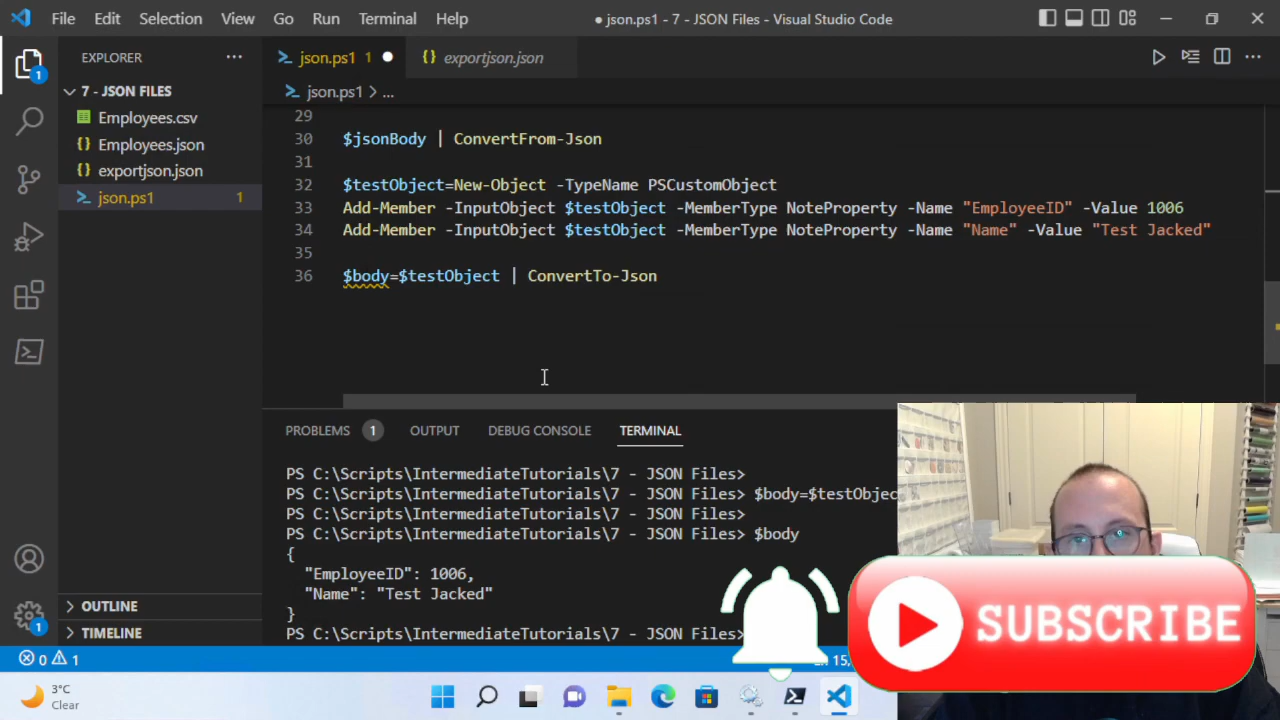 File Edit Selection View Go Run Terminal Help
● json.ps1 - 7 - JSON Files - Visual Studio Code
EXPLORER
json.ps1 1
exportjson.json
7 - JSON FILES
json.ps1 > ...
Employees.csv
Employees.json
exportjson.json
json.ps1 1
29
30 $jsonBody | ConvertFrom-Json
31
32 $testObject=New-Object -TypeName PSCustomObject
33 Add-Member -InputObject $testObject -MemberType NoteProperty -Name "EmployeeID" -Value 1006
34 Add-Member -InputObject $testObject -MemberType NoteProperty -Name "Name" -Value "Test Jacked"
35
36 $body=$testObject | ConvertTo-Json
PROBLEMS 1 OUTPUT DEBUG CONSOLE TERMINAL
PS C:\Scripts\IntermediateTutorials\7 - JSON Files>
PS C:\Scripts\IntermediateTutorials\7 - JSON Files> $body=$testObjec
PS C:\Scripts\IntermediateTutorials\7 - JSON Files>
PS C:\Scripts\IntermediateTutorials\7 - JSON Files> $body
{
"EmployeeID": 1006,
"Name": "Test Jacked"
}
PS C:\Scripts\IntermediateTutorials\7 - JSON Files>
OUTLINE
TIMELINE
1
1
0 1
Ln 15,
SUBSCRIBE
3°C
Clear